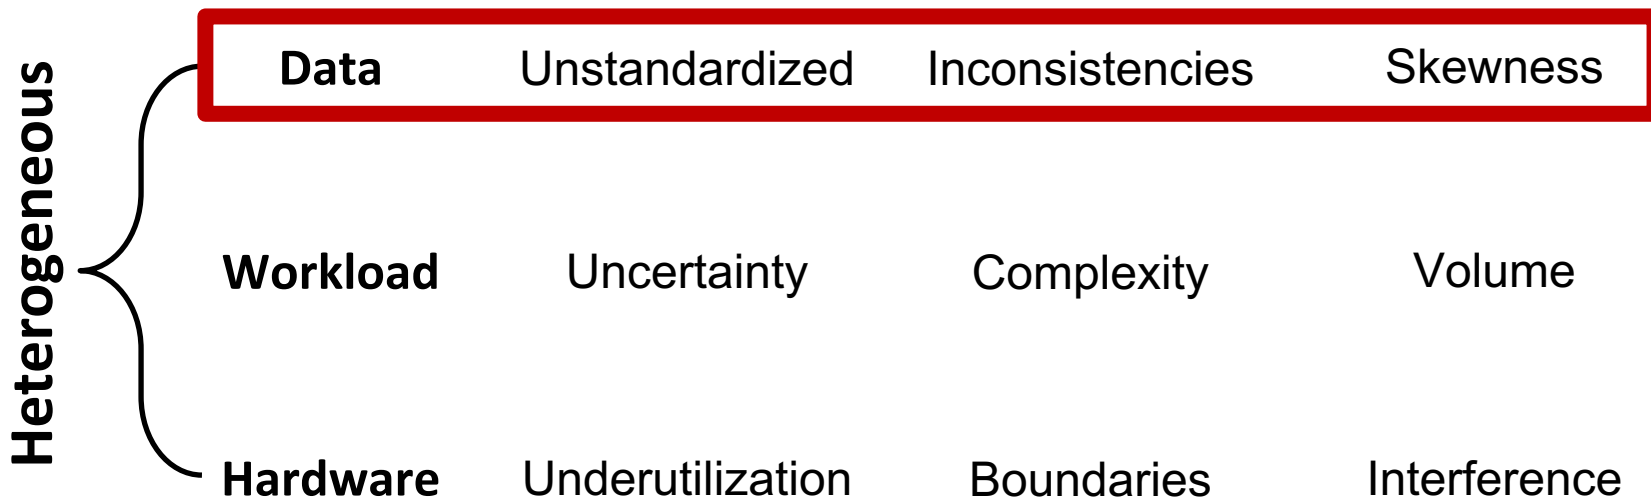 Heterogeneous
Data Unstandardized Inconsistencies Skewness
Workload Uncertainty Complexity Volume
Hardware Underutilization Boundaries Interference